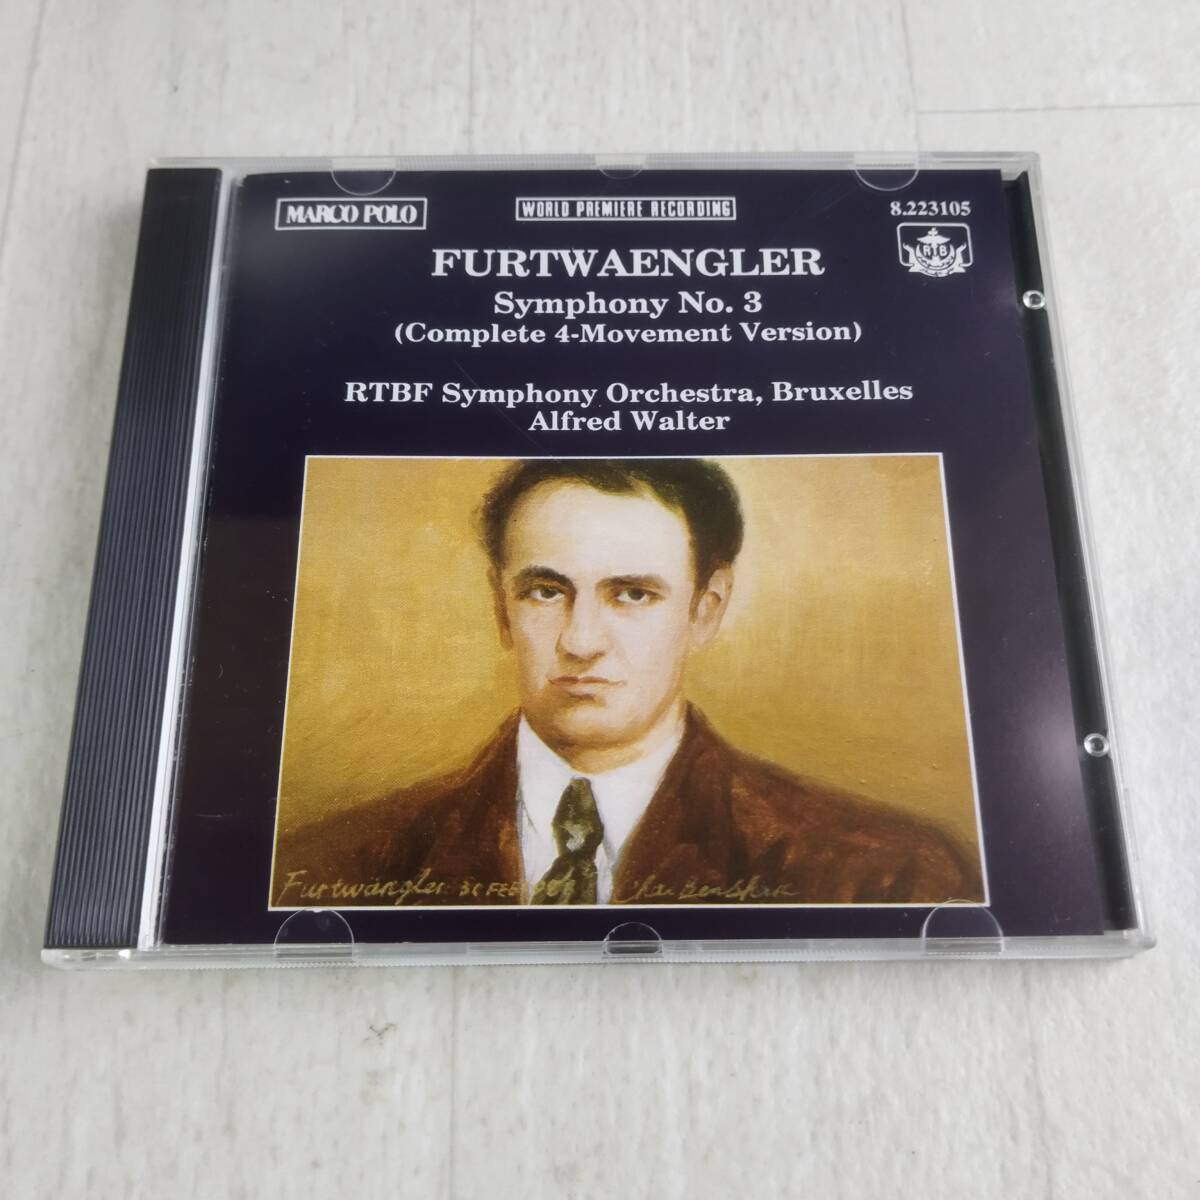 MARCO POLO
WORLD PREMIERE RECORDING
8.223105
RTB
FURTWAENGLER
Symphony No. 3
(Complete 4-Movement Version)
RTBF Symphony Orchestra, Bruxelles
Alfred Walter
Furtwängler